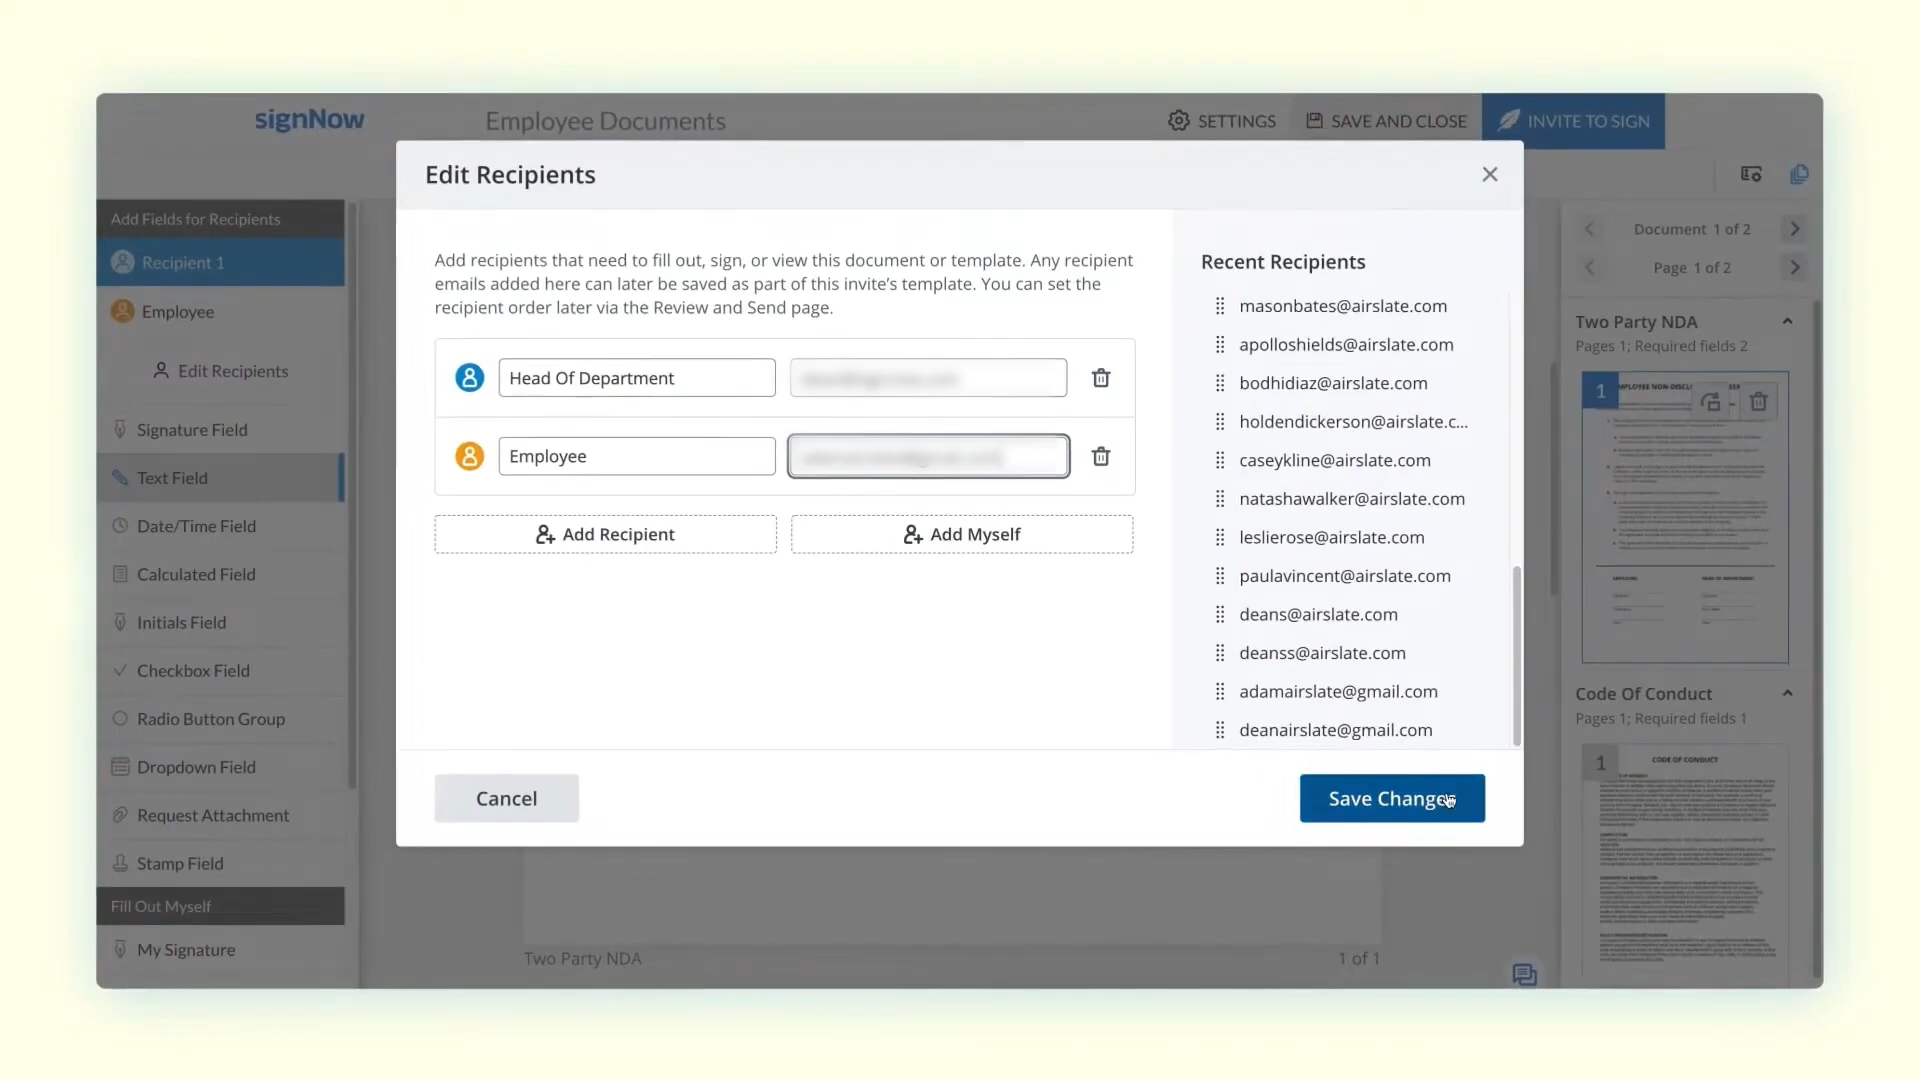 signNow
Employee Documents
SETTINGS
SAVE AND CLOSE
INVITE TO SIGN
Edit Recipients
Add Fields for Recipients
Recipient 1
Employee
Edit Recipients
Signature Field
Text Field
Date/Time Field
Calculated Field
Initials Field
Checkbox Field
Radio Button Group
Dropdown Field
Request Attachment
Stamp Field
Fill Out Myself
My Signature
Add recipients that need to fill out, sign, or view this document or template. Any recipient
emails added here can later be saved as part of this invite's template. You can set the
recipient order later via the Review and Send page.
Head Of Department
Employee
Add Recipient
Add Myself
Recent Recipients
masonbates@airslate.com
apolloshields@airslate.com
bodhidiaz@airslate.com
holdendickerson@airslate.c...
caseykline@airslate.com
natashawalker@airslate.com
leslierose@airslate.com
paulavincent@airslate.com
deans@airslate.com
deanss@airslate.com
adamairslate@gmail.com
deanairslate@gmail.com
Cancel
Save Changes
Two Party NDA
1 of 1
Document 1 of 2
Page 1 of 2
Two Party NDA
Pages 1; Required fields 2
1
Code Of Conduct
Pages 1; Required fields 1
1
CODE OF CONDUCT